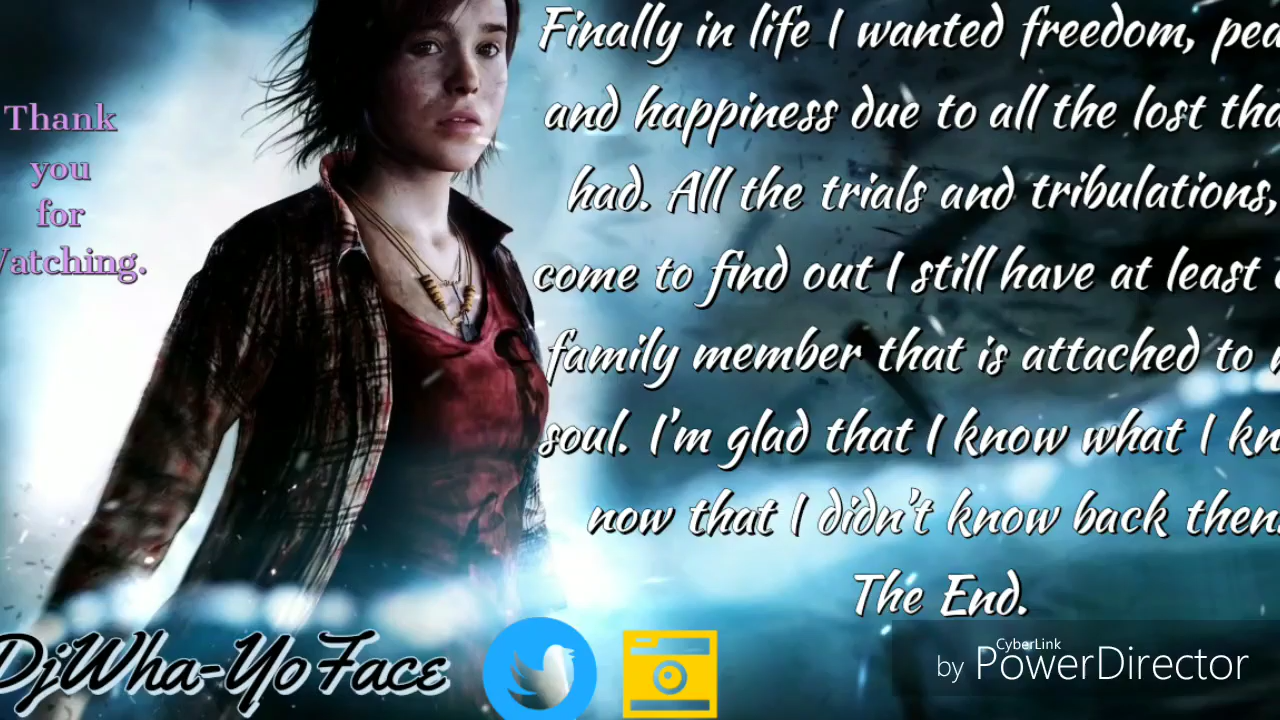 Thank
you
for
Watching.
Finally in life I wanted freedom,
and happiness due to all the lost
had. All the trials and tribulations,
come to find out I still have at least
family member that is attached to
soul. I'm glad that I know what I
now that I didn't know back then
The End.
DjWha-YoFace
CyberLink
by PowerDirector